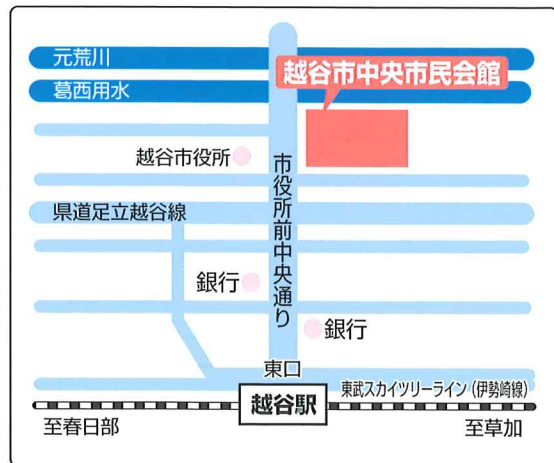 元荒川
越谷市中央市民会館
葛西用水
越谷市役所
市役所前中央通り
県道足立越谷線
銀行
銀行
東口
東武スカイツリーライン（伊勢崎線）
越谷駅
至春日部
至草加